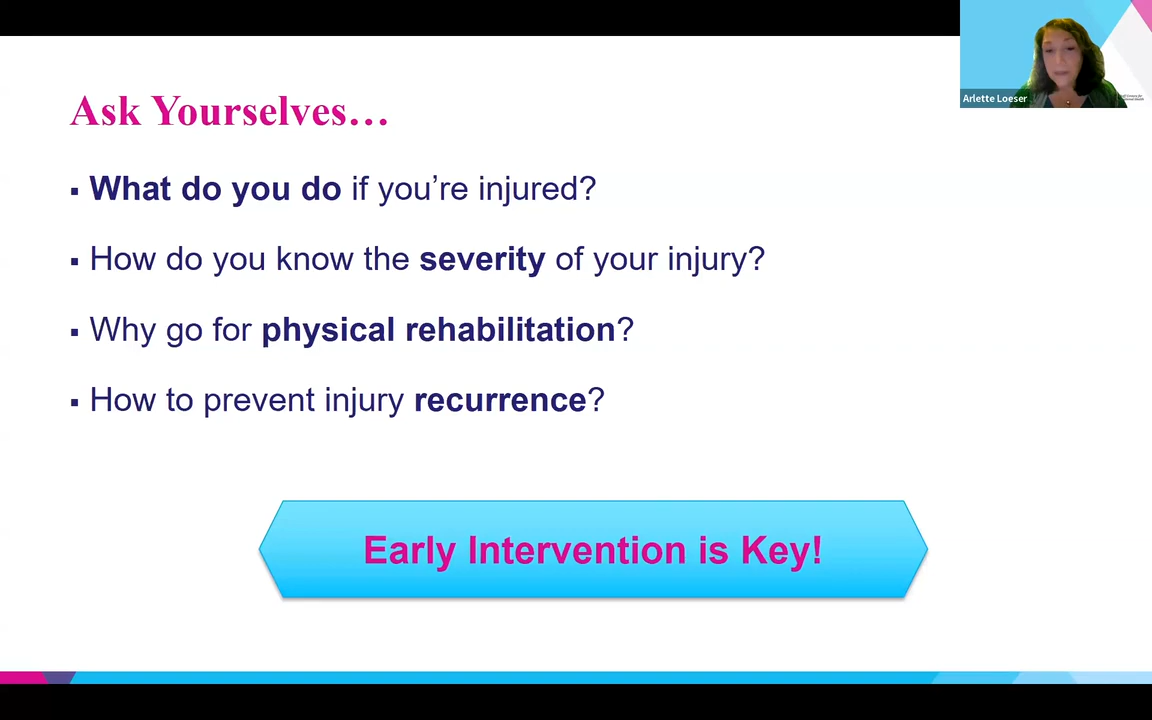 Arlette Loeser
Ask Yourselves…
▪ What do you do if you’re injured?
▪ How do you know the severity of your injury?
▪ Why go for physical rehabilitation?
▪ How to prevent injury recurrence?
Early Intervention is Key!